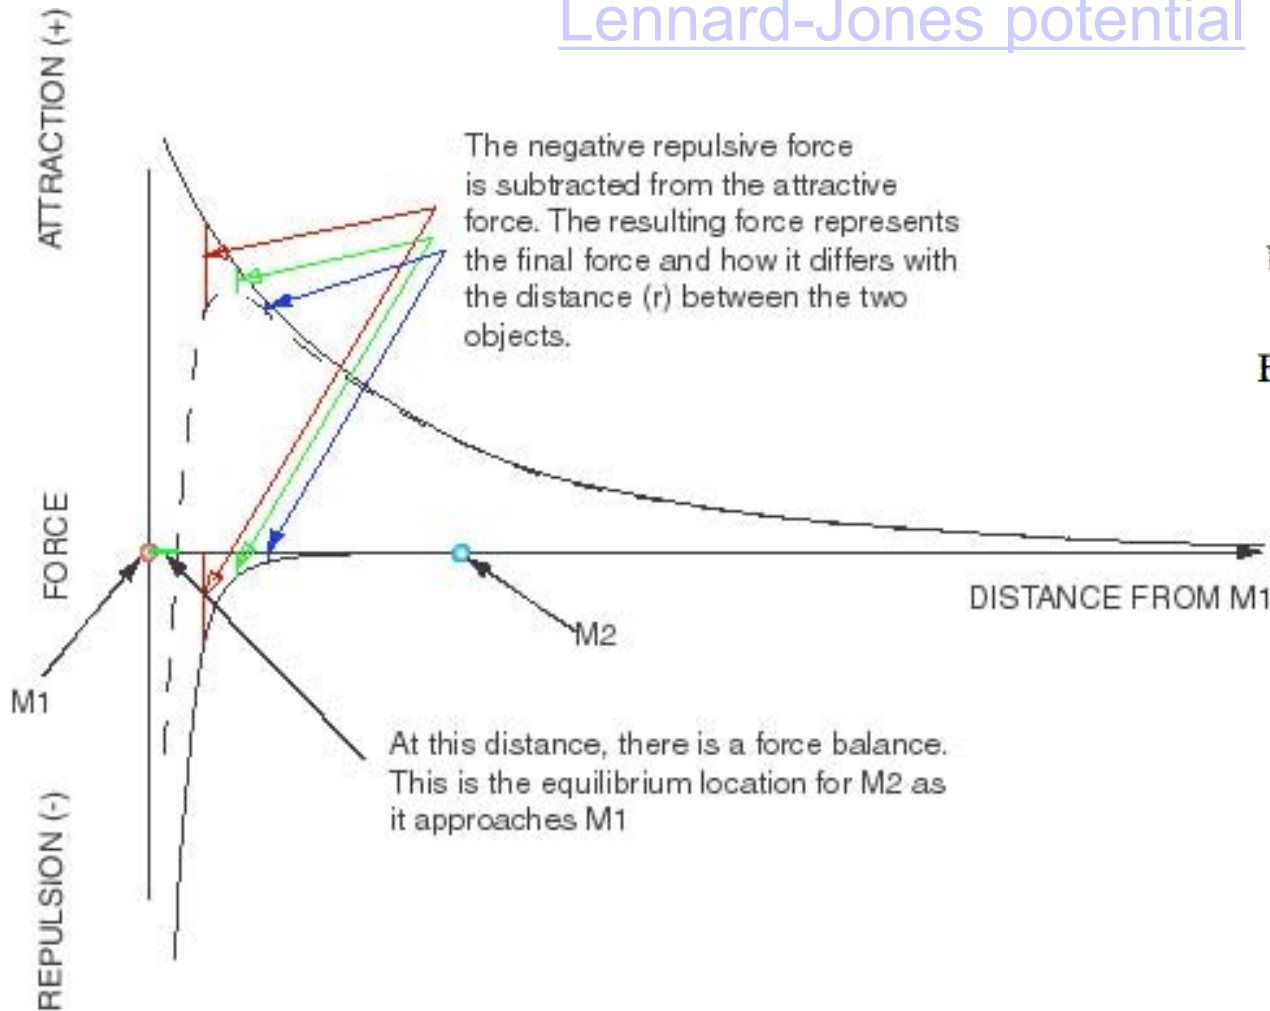 Lennard-Jones potential
ATTRACTION (+)
The negative repulsive force
is subtracted from the attractive
force. The resulting force represents
the final force and how it differs with
the distance (r) between the two
objects.
FORCE
DISTANCE FROM M1
M2
M1
At this distance, there is a force balance.
This is the equilibrium location for M2 as
it approaches M1
REPULSION (-)